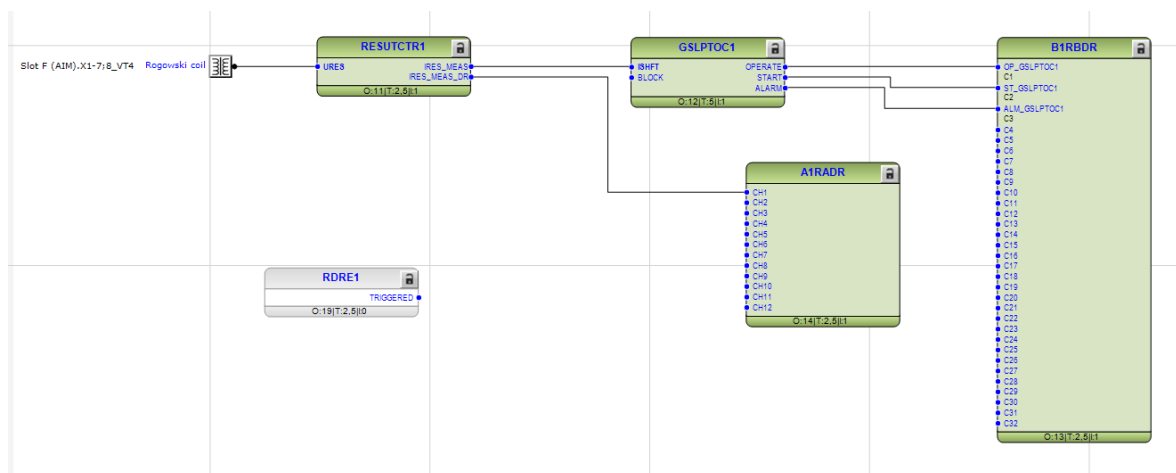 RESUTCTR1
GSLPTOC1
B1RBDR
Slot F (AIM).X1-7;8_VT4 Rogowski coil
URES
IRES_MEAS
IRES_MEAS_DR
O:11|T:2,5|I:1
ISHFT
BLOCK
OPERATE
START
ALARM
O:12|T:5|I:1
OP_GSLPTOC1
C1
ST_GSLPTOC1
C2
ALM_GSLPTOC1
C3
C4
C5
C6
C7
C8
C9
C10
C11
C12
C13
C14
C15
C16
C17
C18
C19
C20
C21
C22
C23
C24
C25
C26
C27
C28
C29
C30
C31
C32
O:13|T:2,5|I:1
A1RADR
CH1
CH2
CH3
CH4
CH5
CH6
CH7
CH8
CH9
CH10
CH11
CH12
O:14|T:2,5|I:1
RDRE1
TRIGGERED
O:19|T:2,5|I:0